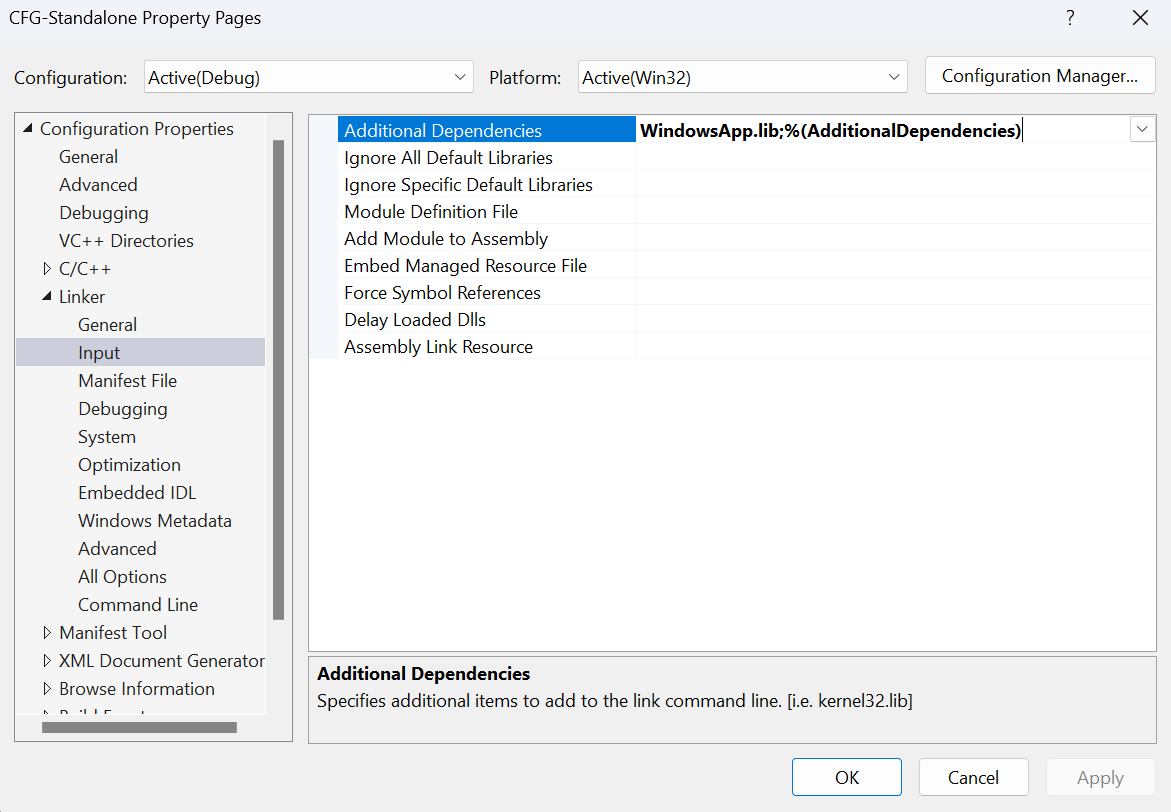 CFG-Standalone Property Pages
?
Configuration: Active(Debug) Platform: Active(Win32) Configuration Manager...
Configuration Properties
General
Advanced
Debugging
VC++ Directories
C/C++
Linker
General
Input
Manifest File
Debugging
System
Optimization
Embedded IDL
Windows Metadata
Advanced
All Options
Command Line
Manifest Tool
XML Document Generator
Browse Information
Additional Dependencies WindowsApp.lib;%(AdditionalDependencies)
Ignore All Default Libraries
Ignore Specific Default Libraries
Module Definition File
Add Module to Assembly
Embed Managed Resource File
Force Symbol References
Delay Loaded Dlls
Assembly Link Resource
Additional Dependencies
Specifies additional items to add to the link command line. [i.e. kernel32.lib]
OK Cancel Apply